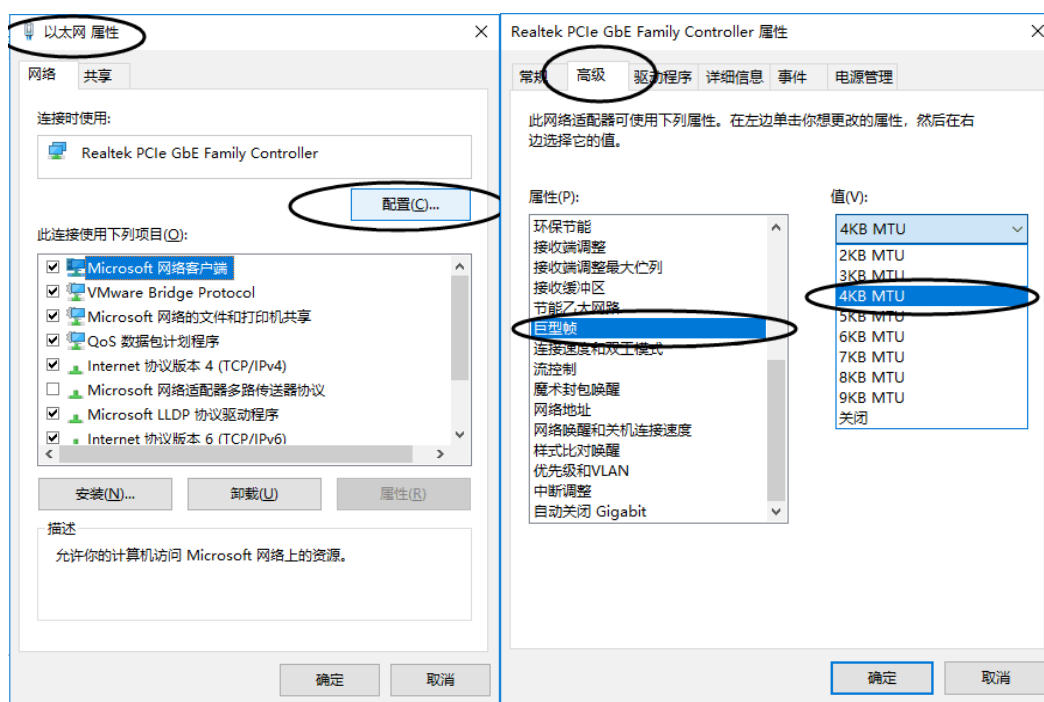 以太网 属性
网络
共享
连接时使用:
Realtek PCIe GbE Family Controller
配置(C)...
此连接使用下列项目(O):
Microsoft 网络客户端
VMware Bridge Protocol
Microsoft 网络的文件和打印机共享
QoS 数据包计划程序
Internet 协议版本 4 (TCP/IPv4)
Microsoft 网络适配器多路传送器协议
Microsoft LLDP 协议驱动程序
Internet 协议版本 6 (TCP/IPv6)
安装(N)...
卸载(U)
属性(R)
描述
允许你的计算机访问 Microsoft 网络上的资源。
确定
取消
Realtek PCIe GbE Family Controller 属性
常规
高级
驱动程序
详细信息
事件
电源管理
此网络适配器可使用下列属性。在左边单击你想更改的属性，然后在右
边选择它的值。
属性(P):
环保节能
接收端调整
接收端调整最大伫列
接收缓冲区
节能乙太网路
巨型帧
连接速度和双工模式
流控制
魔术封包唤醒
网络地址
网络唤醒和关机连接速度
样式比对唤醒
优先级和VLAN
中断调整
自动关闭 Gigabit
值(V):
4KB MTU
2KB MTU
3KB MTU
4KB MTU
5KB MTU
6KB MTU
7KB MTU
8KB MTU
9KB MTU
关闭
确定
取消